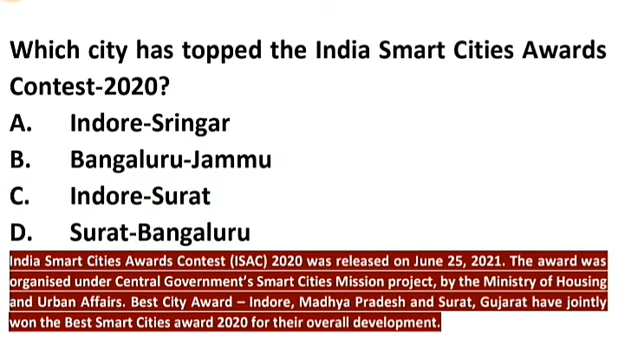 Which city has topped the India Smart Cities Awards
Contest-2020?
A. Indore-Sringar
B. Bangaluru-Jammu
C. Indore-Surat
D. Surat-Bangaluru
India Smart Cities Awards Contest (ISAC) 2020 was released on June 25, 2021. The award was
organised under Central Government's Smart Cities Mission project, by the Ministry of Housing
and Urban Affairs. Best City Award – Indore, Madhya Pradesh and Surat, Gujarat have jointly
won the Best Smart Cities award 2020 for their overall development.